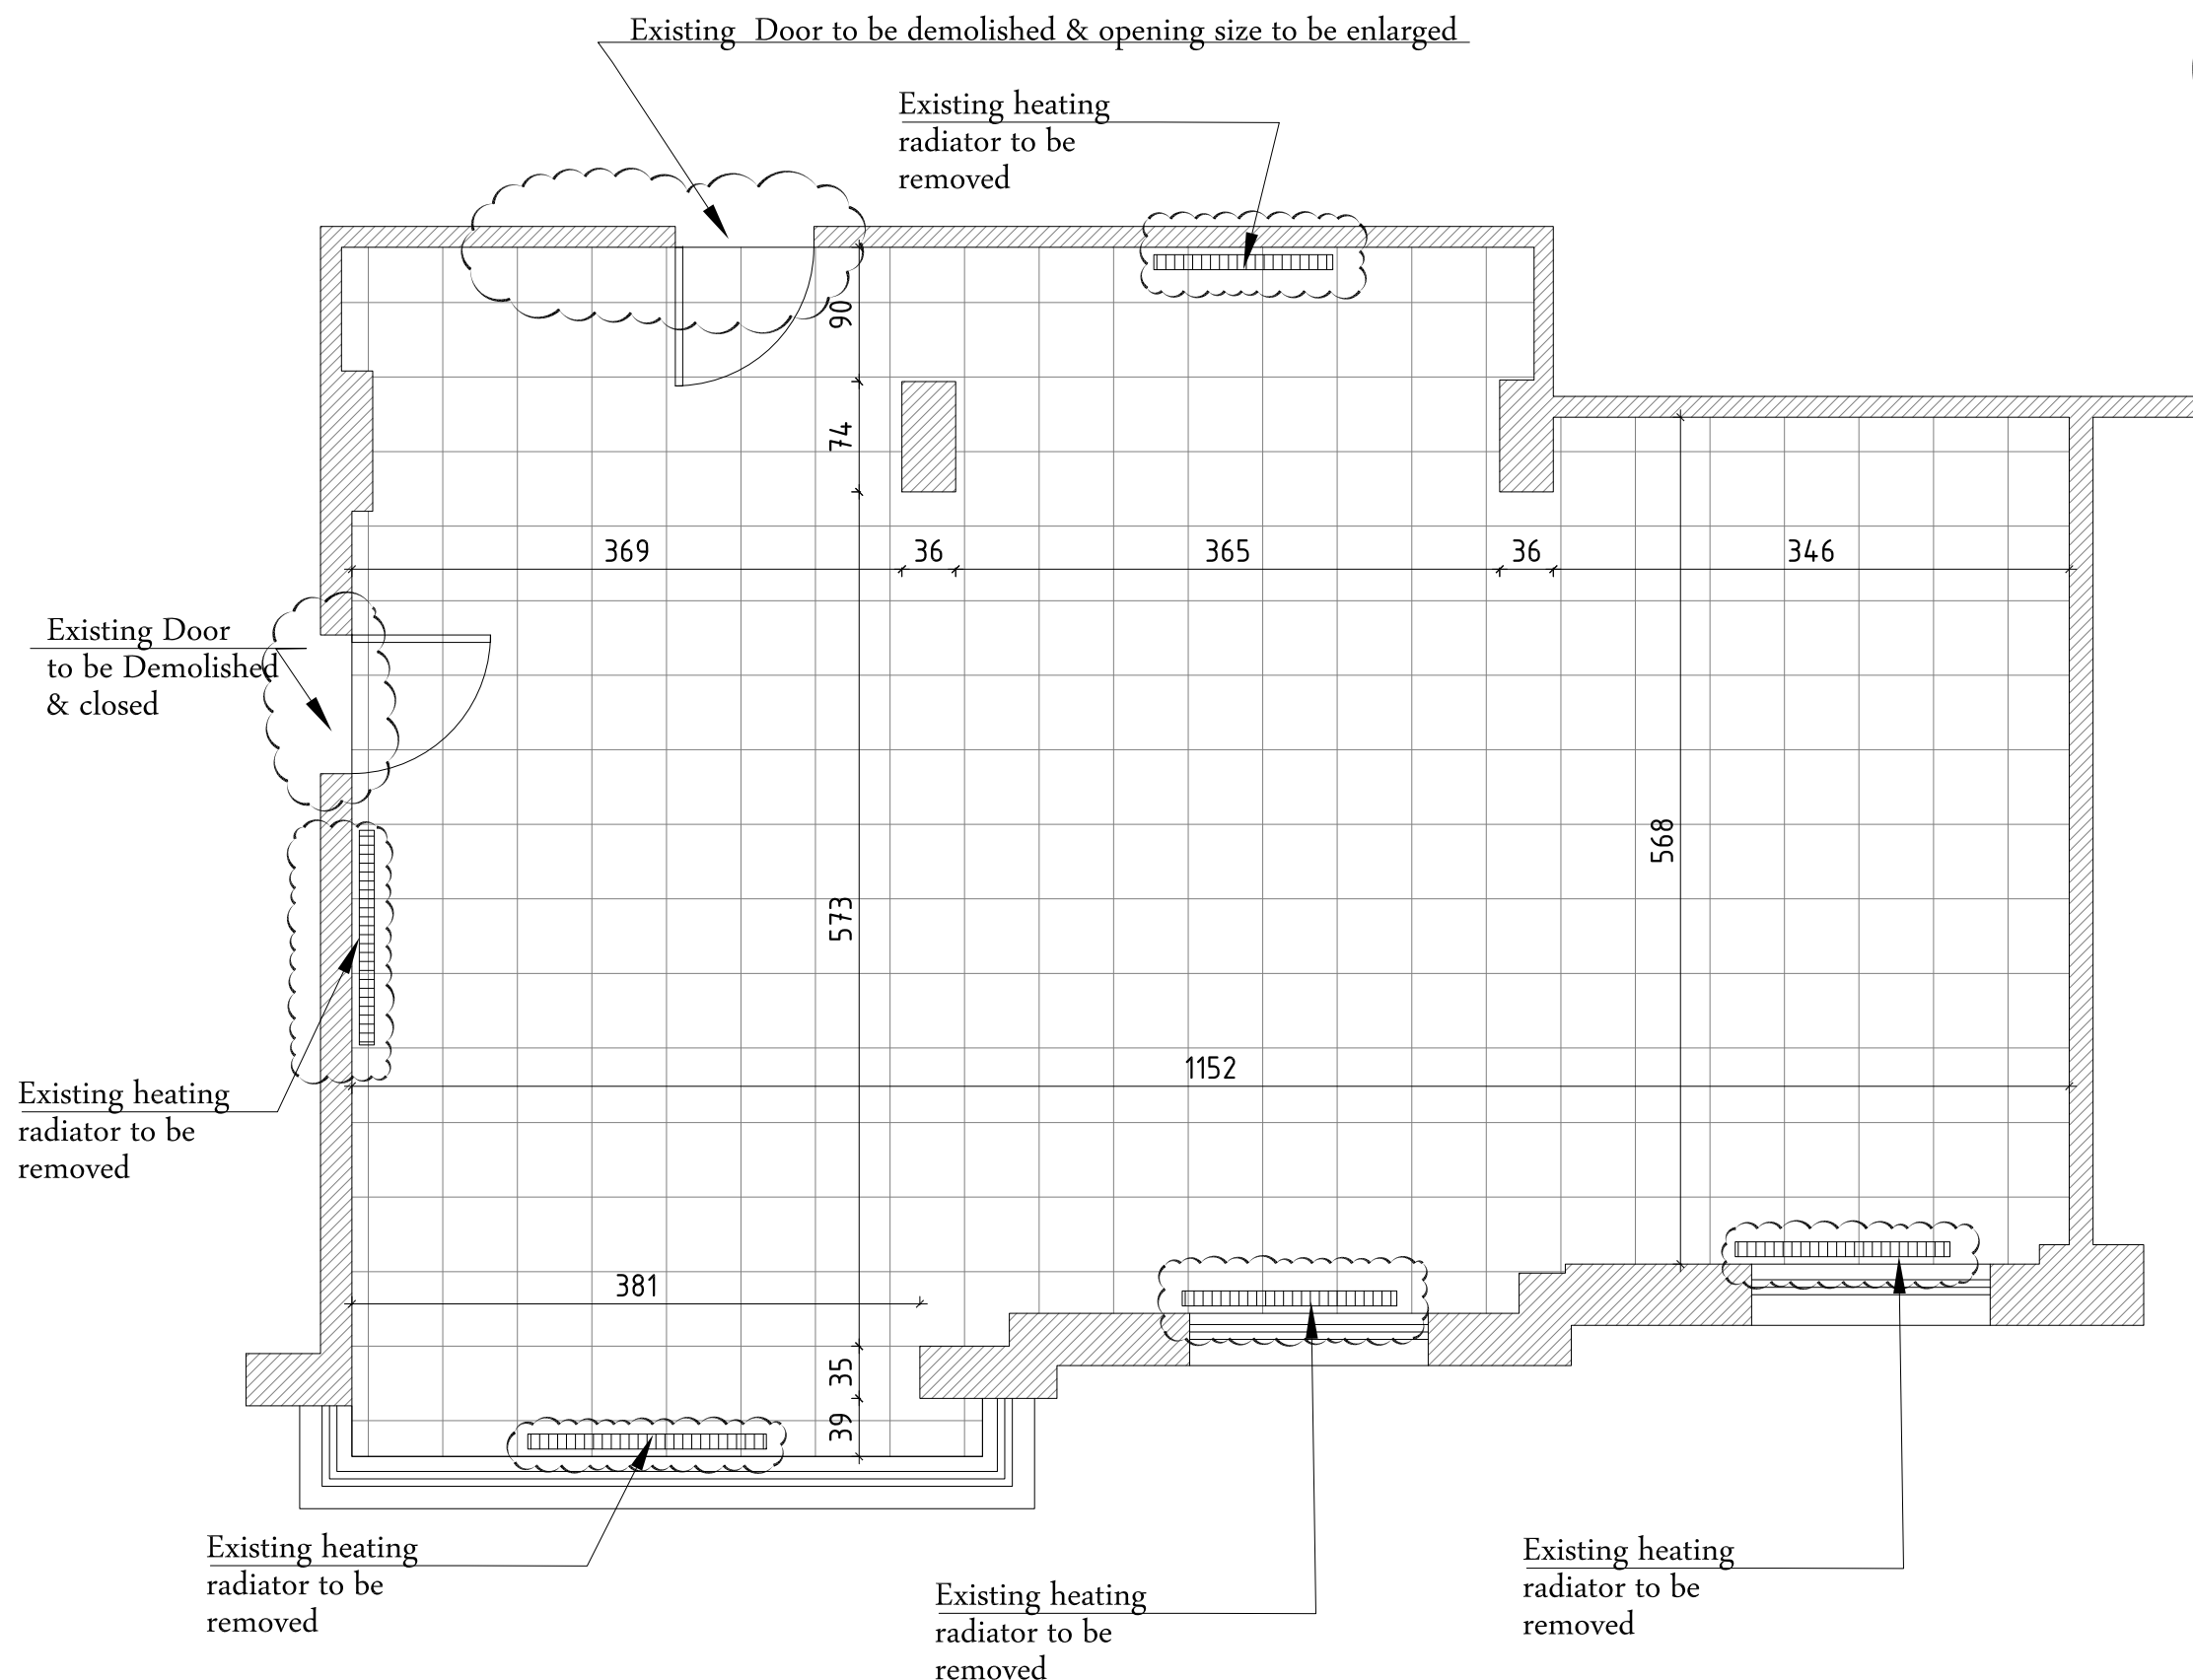 Existing  Door to be demolished & opening size to be enlarged
Existing heating
radiator to be
removed
90
74
369
36
365
36
346
Existing Door
to be Demolished
& closed
568
573
1152
Existing heating
radiator to be
removed
381
35
39
Existing heating
radiator to be
removed
Existing heating
radiator to be
removed
Existing heating
radiator to be
removed